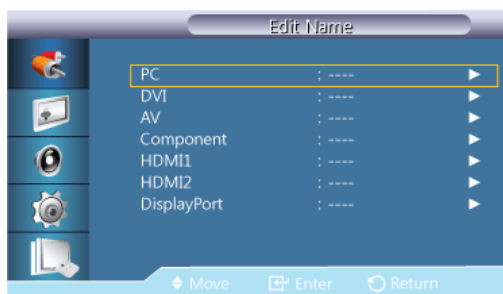 Edit Name
PC : ---- ►
DVI : ---- ►
AV : ---- ►
Component : ---- ►
HDMI1 : ---- ►
HDMI2 : ---- ►
DisplayPort : ---- ►
Move Enter Return